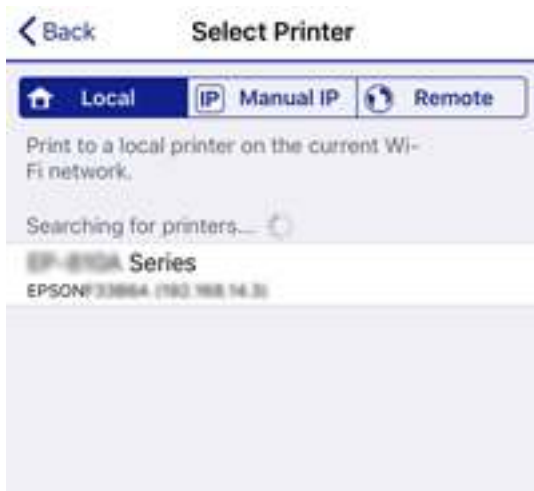 Back
Select Printer
Local
IP Manual IP
Remote
Print to a local printer on the current Wi-
Fi network.
Searching for printers...
Series
EPSON